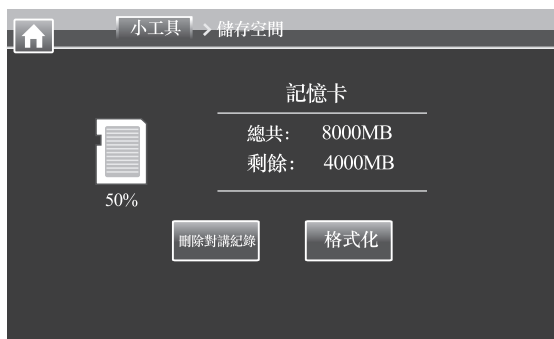 小工具 > 儲存空間
記憶卡
總共: 8000MB
剩餘: 4000MB
50%
刪除對講紀錄 格式化